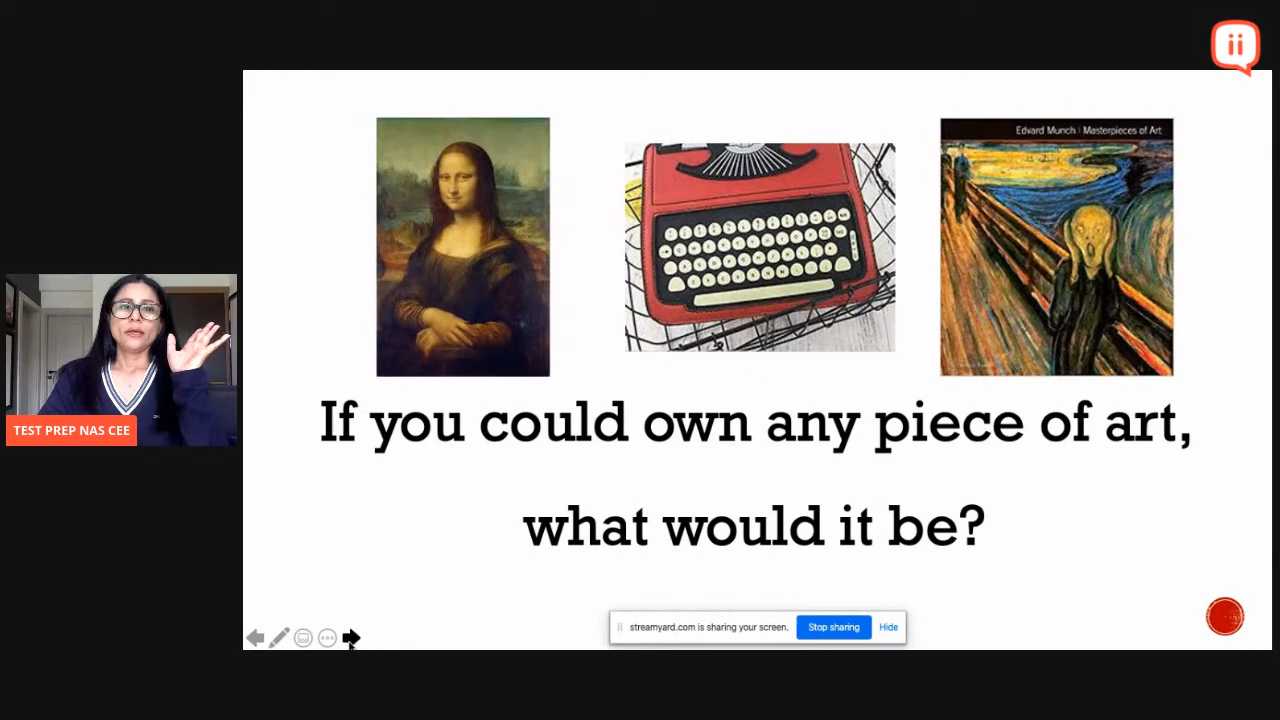 Edvard Munch : Masterpieces of Art
TEST PREP NAS CEE
If you could own any piece of art,
what would it be?
streamyard.com is sharing your screen.
Stop sharing
Hide